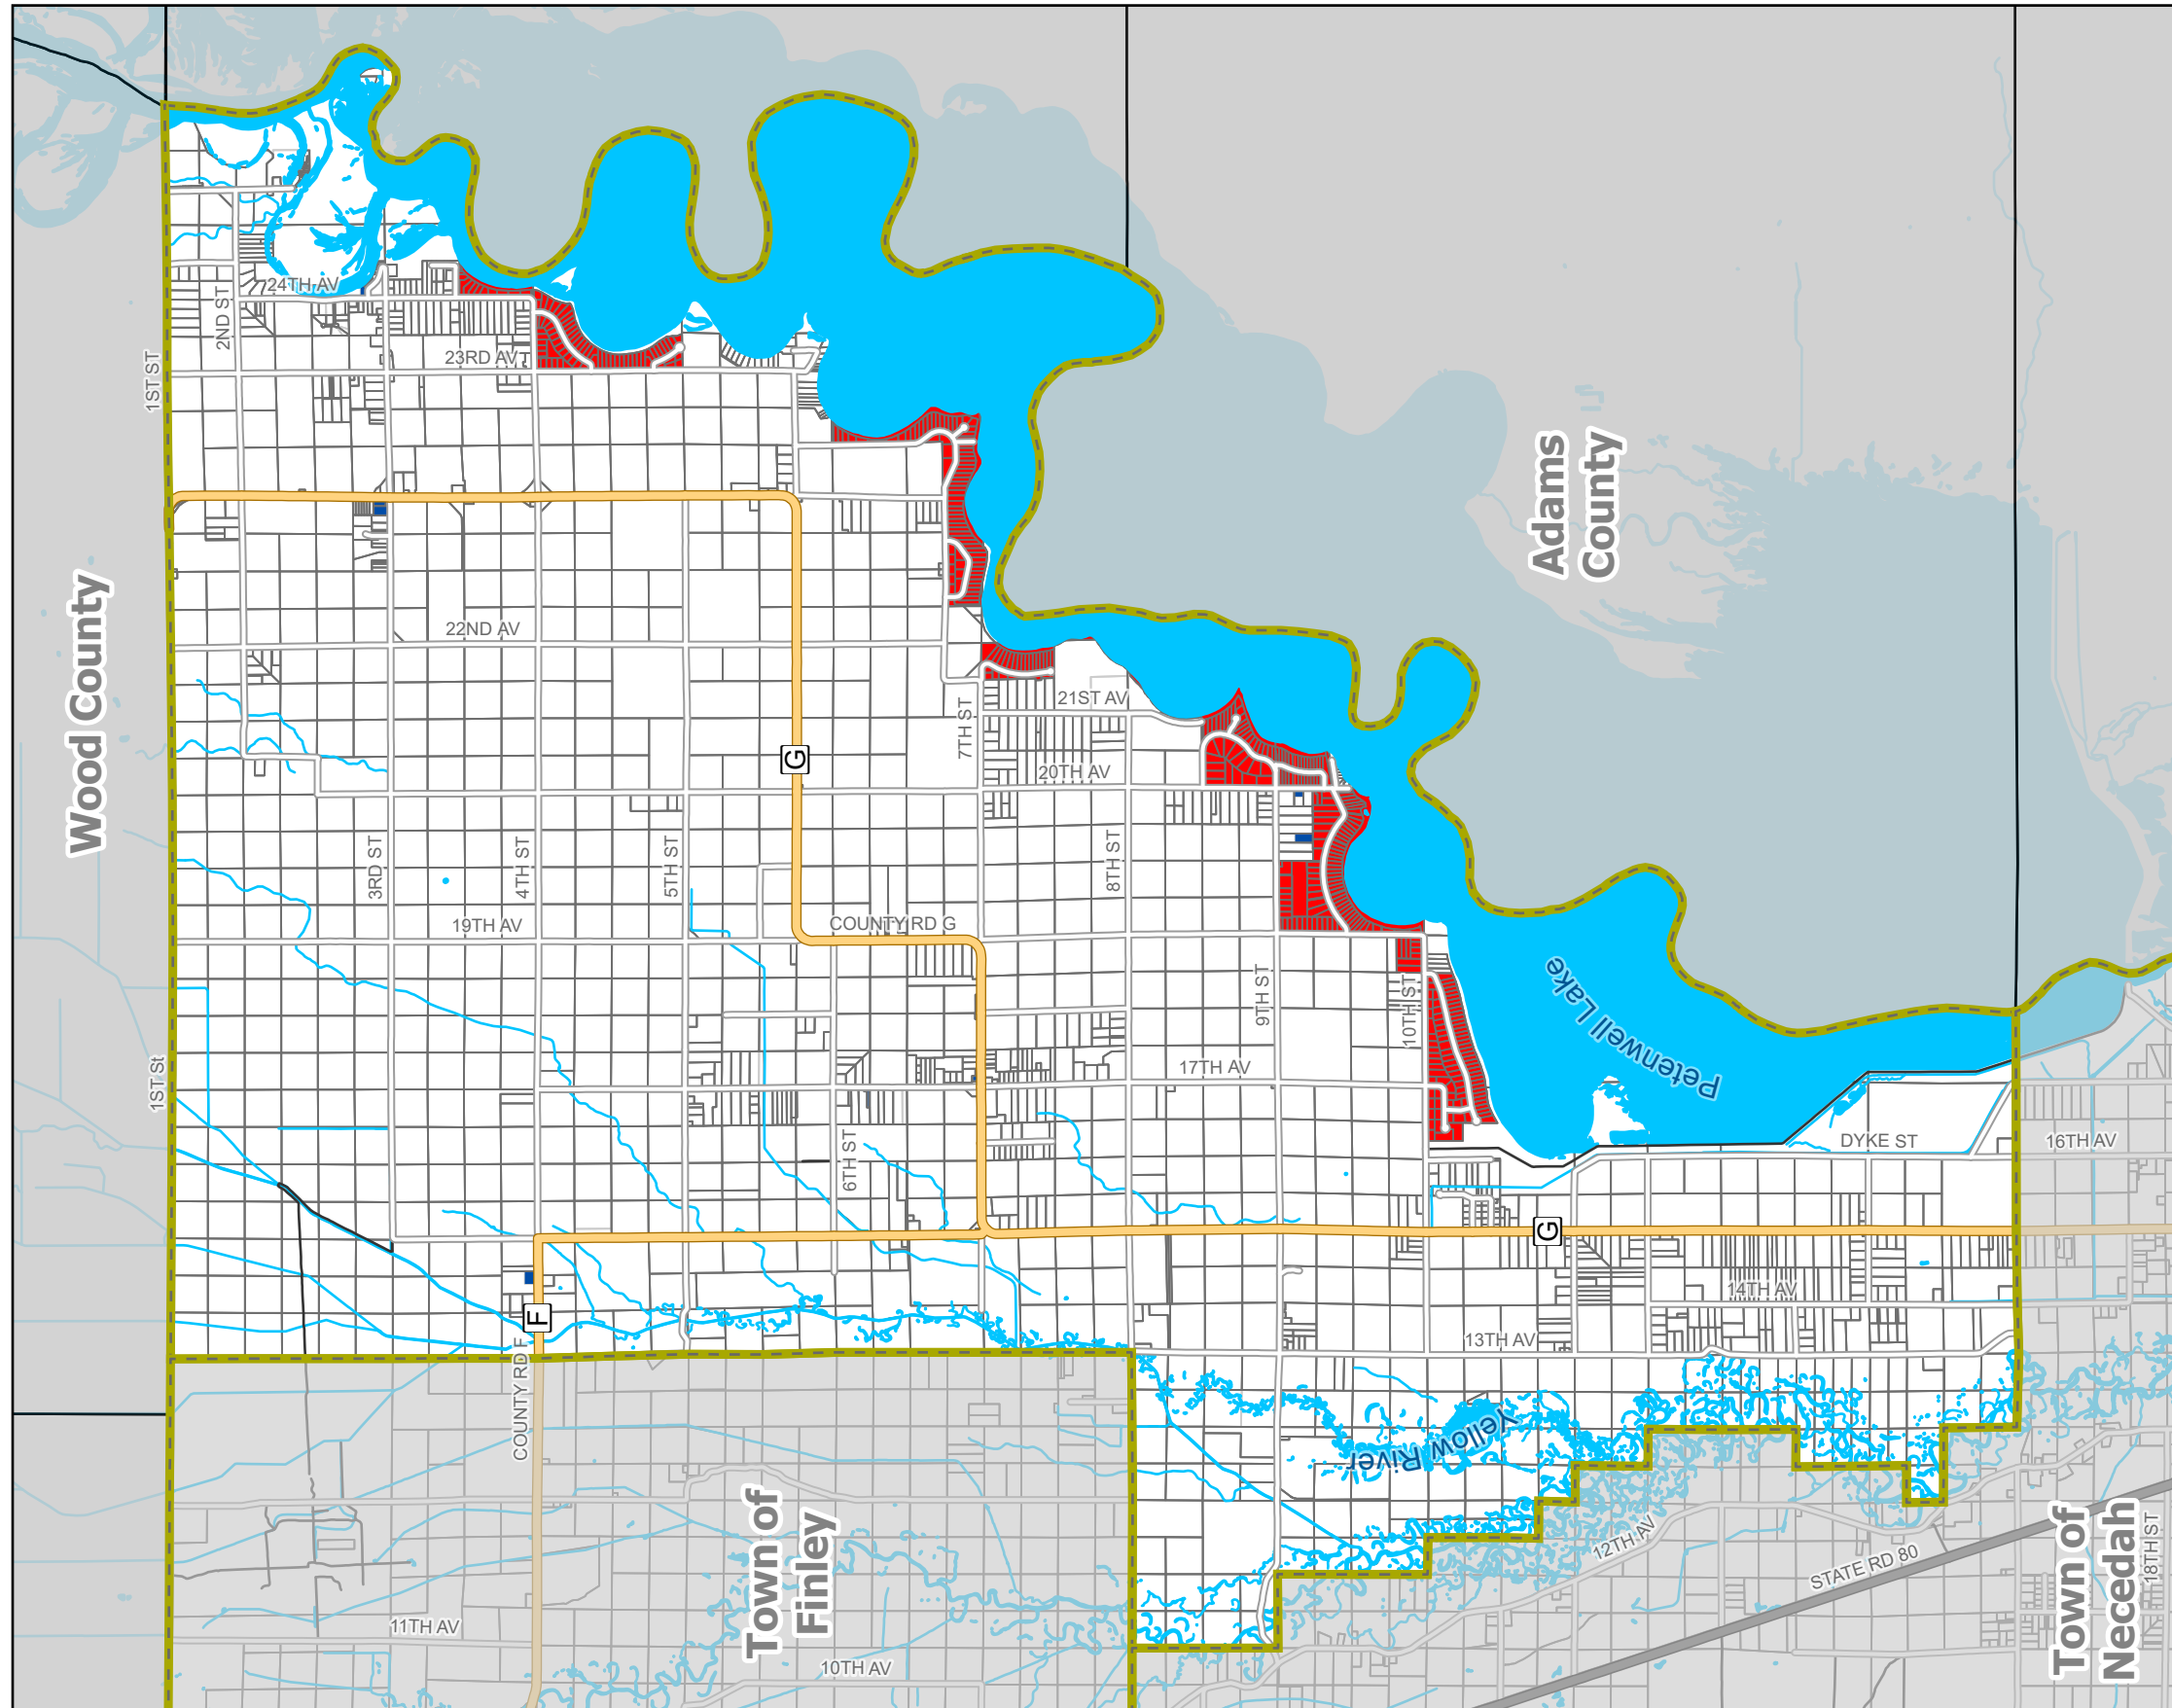 24TH AV
2ND ST
23RD AV
1ST ST
Adams
County
Wood County
22ND AV
21ST AV
7TH ST
G
20TH AV
3RD ST
4TH ST
5TH ST
8TH ST
19TH AV
COUNTY RD G
9TH ST
10TH ST
Petenwell Lake
1ST St
17TH AV
6TH ST
DYKE ST
16TH AV
G
14TH AV
F
13TH AV
COUNTY RD F
Yellow River
Town of
Finley
12TH AV
STATE RD 80
Town of
Necedah
18TH ST
11TH AV
10TH AV